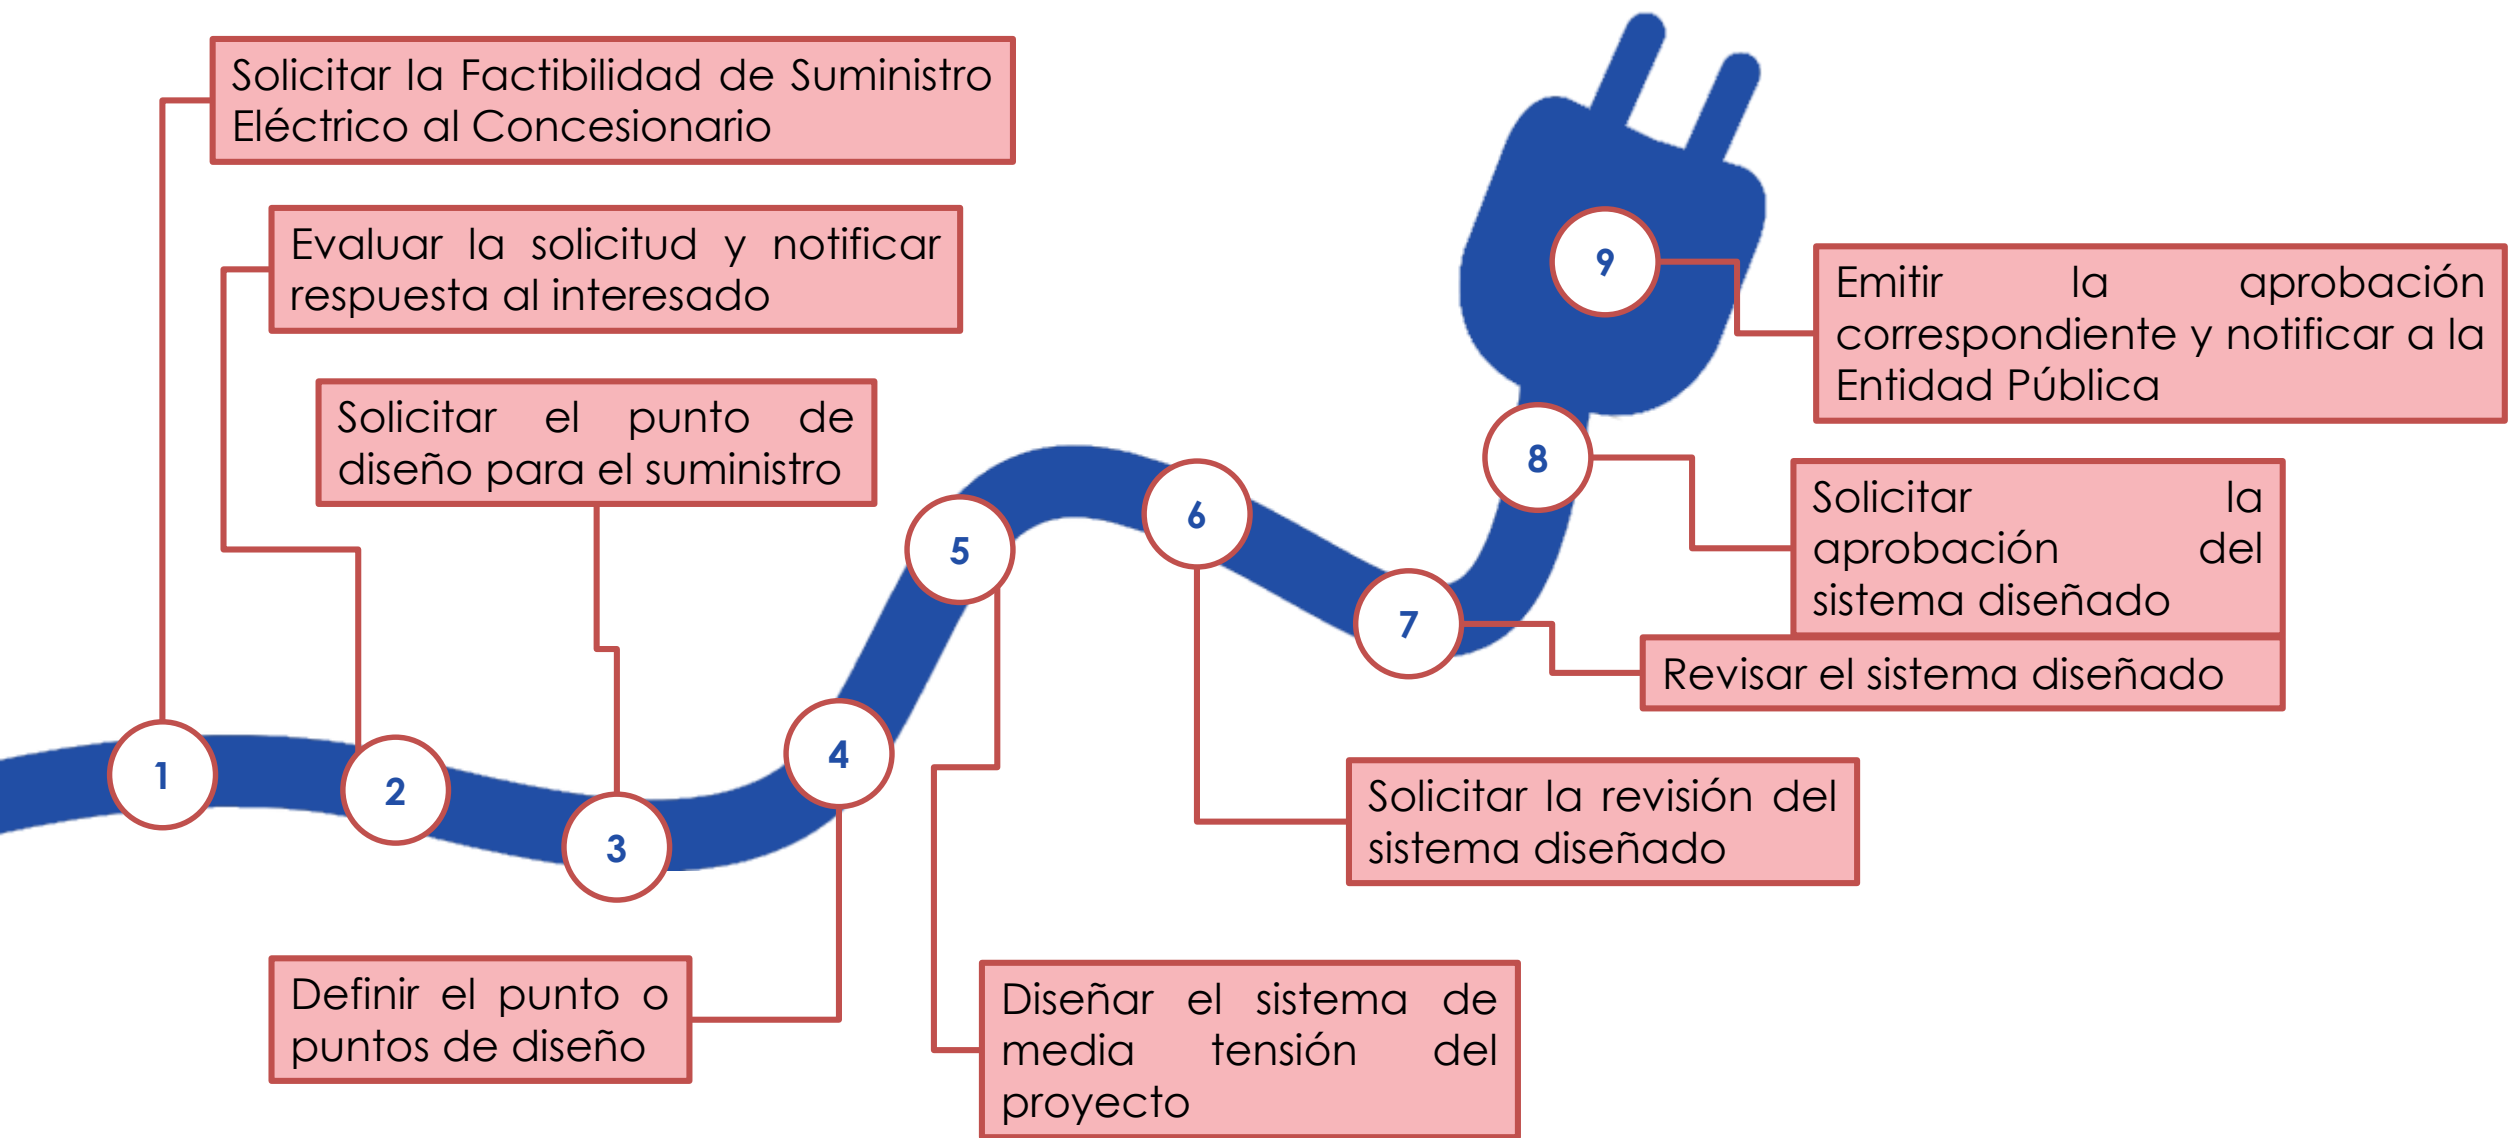 Solicitar la Factibilidad de Suministro
Eléctrico al Concesionario
Evaluar la solicitud y notificar
respuesta al interesado
Solicitar el punto de
diseño para el suministro
1
2
3
4
5
6
7
8
9
Emitir la aprobación
correspondiente y notificar a la
Entidad Pública
Solicitar la
aprobación del
sistema diseñado
Revisar el sistema diseñado
Solicitar la revisión del
sistema diseñado
Definir el punto o
puntos de diseño
Diseñar el sistema de
media tensión del
proyecto